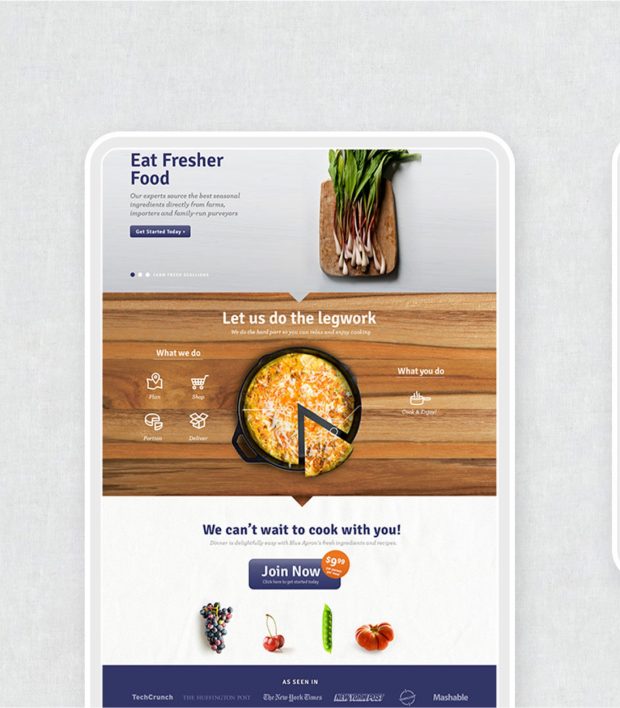 Eat Fresher
Food
Our experts source the best seasonal
ingredients directly from farms,
importers and family-run purveyors
Get Started Today ›
FARM FRESH SCALLIONS
Let us do the legwork
We do the hard part so you can relax and enjoy cooking
What we do
What you do
Plan
Shop
Cook & Enjoy!
Portion
Deliver
We can’t wait to cook with you!
Dinner is delightfully easy with Blue Apron's fresh ingredients and recipes.
$9.99
Join Now
Click here to get started today
AS SEEN IN
TechCrunch THE HUFFINGTON POST The New York Times NEW YORK POST Mashable